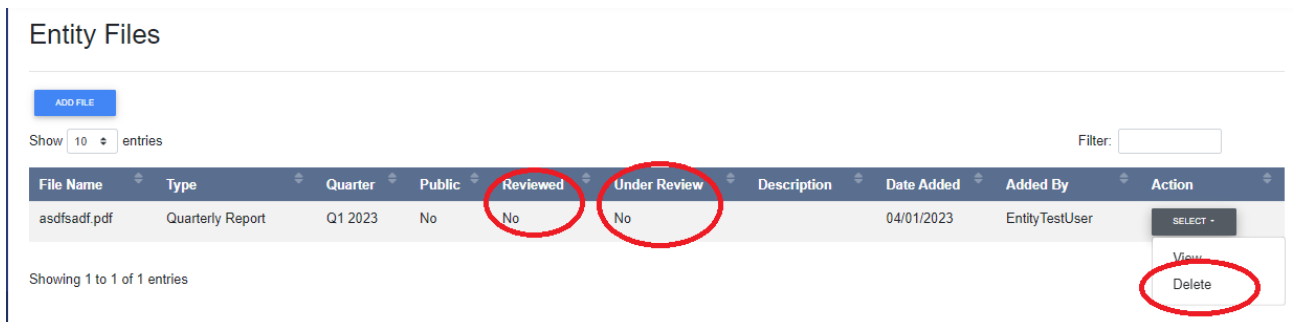 Entity Files
ADD FILE
Show 10 entries Filter:
File Name Type Quarter Public Reviewed Under Review Description Date Added Added By Action
asdfsadf.pdf Quarterly Report Q1 2023 No No No 04/01/2023 EntityTestUser SELECT
View
Showing 1 to 1 of 1 entries
Delete